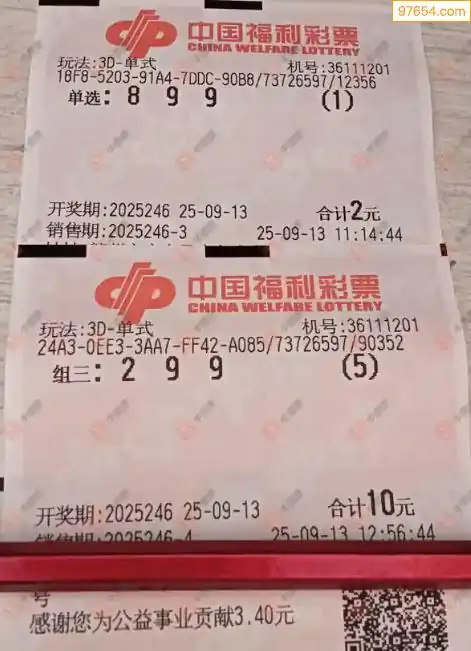 97654.com
中国福利彩票
CHINA WELFARE LOTTERY
玩法:3D-单式 机号:36111201
18F8-5203-91A4-7DDC-90B8/73726597/12356
单选: 8 9 9 (1)
开奖期:2025246 25-09-13 合计2元
销售期:2025246-3 25-09-13 11:14:44
中国福利彩票
CHINA WELFARE LOTTERY
玩法:3D-单式 机号:36111201
24A3-0EE3-3AA7-FF42-A085/73726597/90352
组三: 2 9 9 (5)
开奖期:2025246 25-09-13 合计10元
销售期:2025246-4 25-09-13 12:56:44
号
感谢您为公益事业贡献3.40元